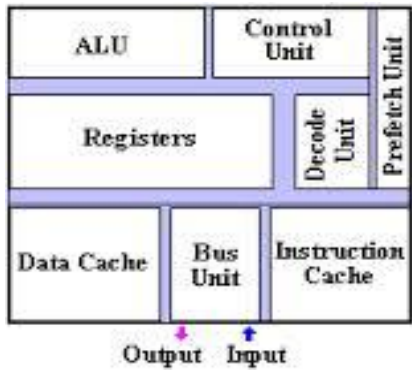 ALU
Control
Unit
Prefetch Unit
Registers
Decode
Unit
Data Cache
Bus
Unit
Instruction
Cache
Output
Input